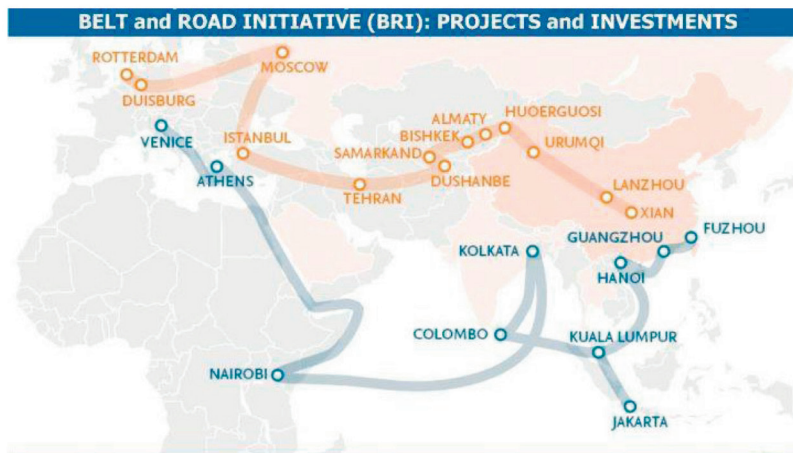 BELT and ROAD INITIATIVE (BRI): PROJECTS and INVESTMENTS
ROTTERDAM
MOSCOW
DUISBURG
VENICE
ISTANBUL
ATHENS
ALMATY
HUOERGUOSI
BISHKEK
URUMQI
SAMARKAND
DUSHANBE
TEHRAN
LANZHOU
XIAN
FUZHOU
GUANGZHOU
KOLKATA
HANOI
COLOMBO
KUALA LUMPUR
NAIROBI
JAKARTA